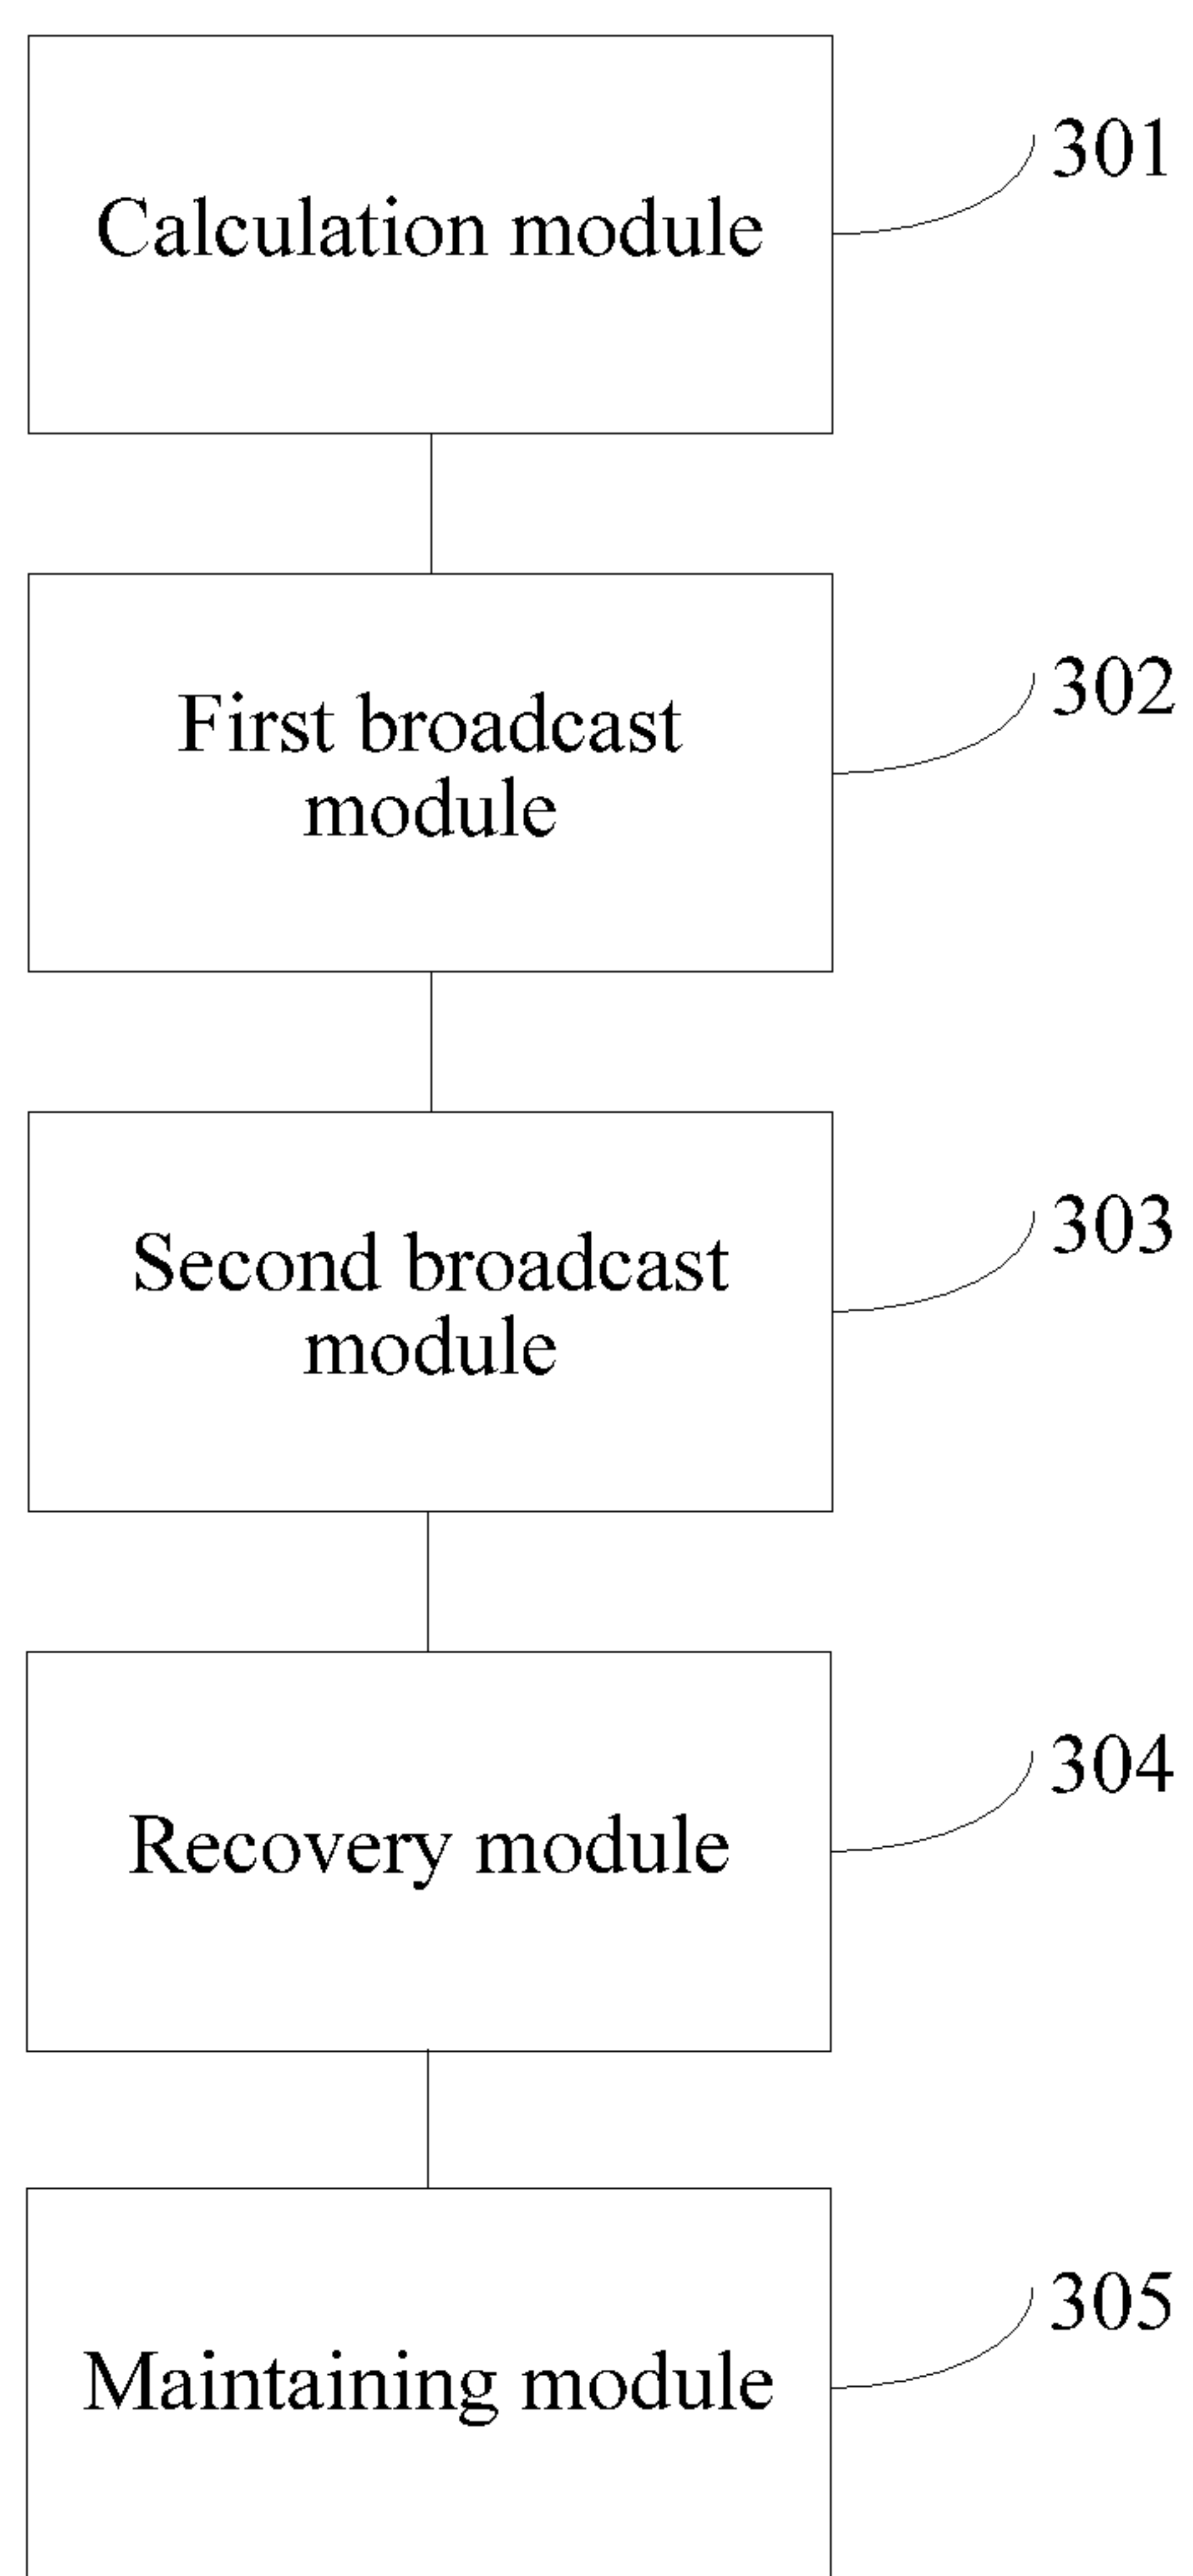 Calculation module
301
First broadcast
module
302
Second broadcast
module
303
Recovery module
304
Maintaining module
305